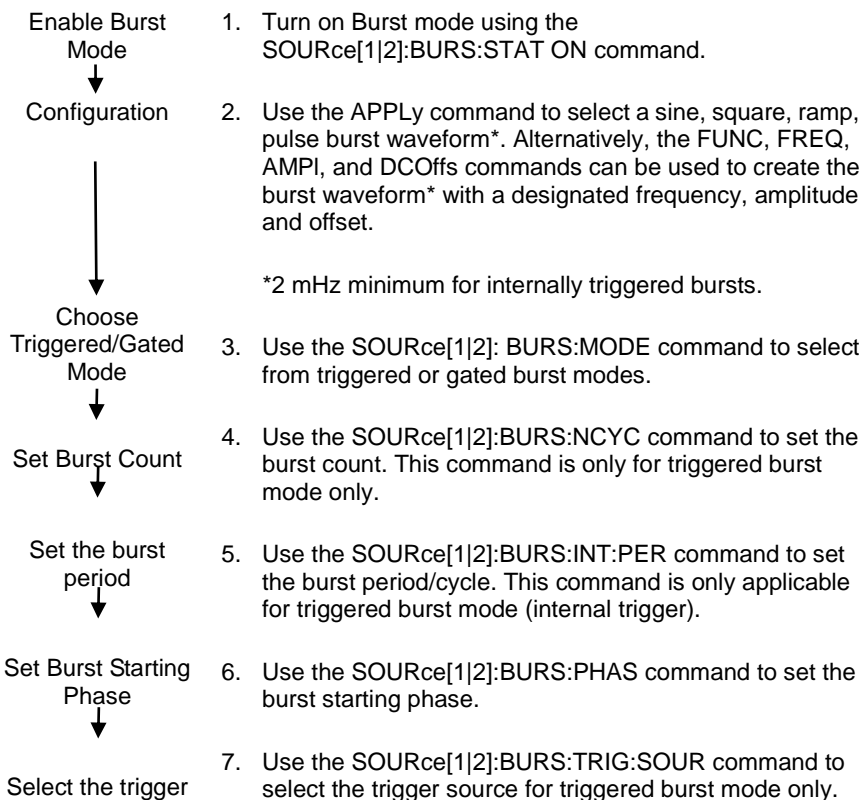 Enable Burst
Mode
1. Turn on Burst mode using the
SOURce[1|2]:BURS:STAT ON command.
Configuration
2. Use the APPLy command to select a sine, square, ramp,
pulse burst waveform*. Alternatively, the FUNC, FREQ,
AMPl, and DCOffs commands can be used to create the
burst waveform* with a designated frequency, amplitude
and offset.
*2 mHz minimum for internally triggered bursts.
Choose
Triggered/Gated
Mode
3. Use the SOURce[1|2]: BURS:MODE command to select
from triggered or gated burst modes.
Set Burst Count
4. Use the SOURce[1|2]:BURS:NCYC command to set the
burst count. This command is only for triggered burst
mode only.
Set the burst
period
5. Use the SOURce[1|2]:BURS:INT:PER command to set
the burst period/cycle. This command is only applicable
for triggered burst mode (internal trigger).
Set Burst Starting
Phase
6. Use the SOURce[1|2]:BURS:PHAS command to set the
burst starting phase.
Select the trigger
7. Use the SOURce[1|2]:BURS:TRIG:SOUR command to
select the trigger source for triggered burst mode only.